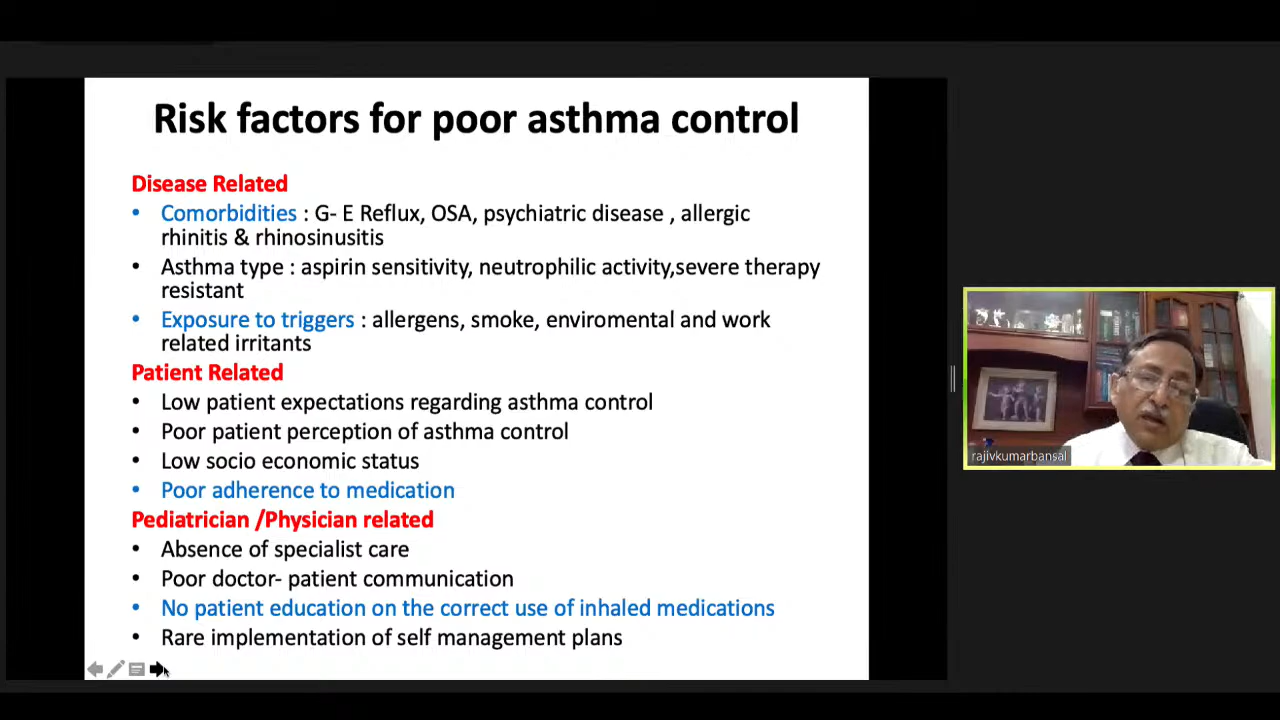 Risk factors for poor asthma control
Disease Related
• Comorbidities : G- E Reflux, OSA, psychiatric disease , allergic
rhinitis & rhinosinusitis
• Asthma type : aspirin sensitivity, neutrophilic activity,severe therapy
resistant
• Exposure to triggers : allergens, smoke, enviromental and work
related irritants
Patient Related
• Low patient expectations regarding asthma control
• Poor patient perception of asthma control
• Low socio economic status
• Poor adherence to medication
Pediatrician /Physician related
• Absence of specialist care
• Poor doctor- patient communication
• No patient education on the correct use of inhaled medications
• Rare implementation of self management plans
rajivkumarbansal